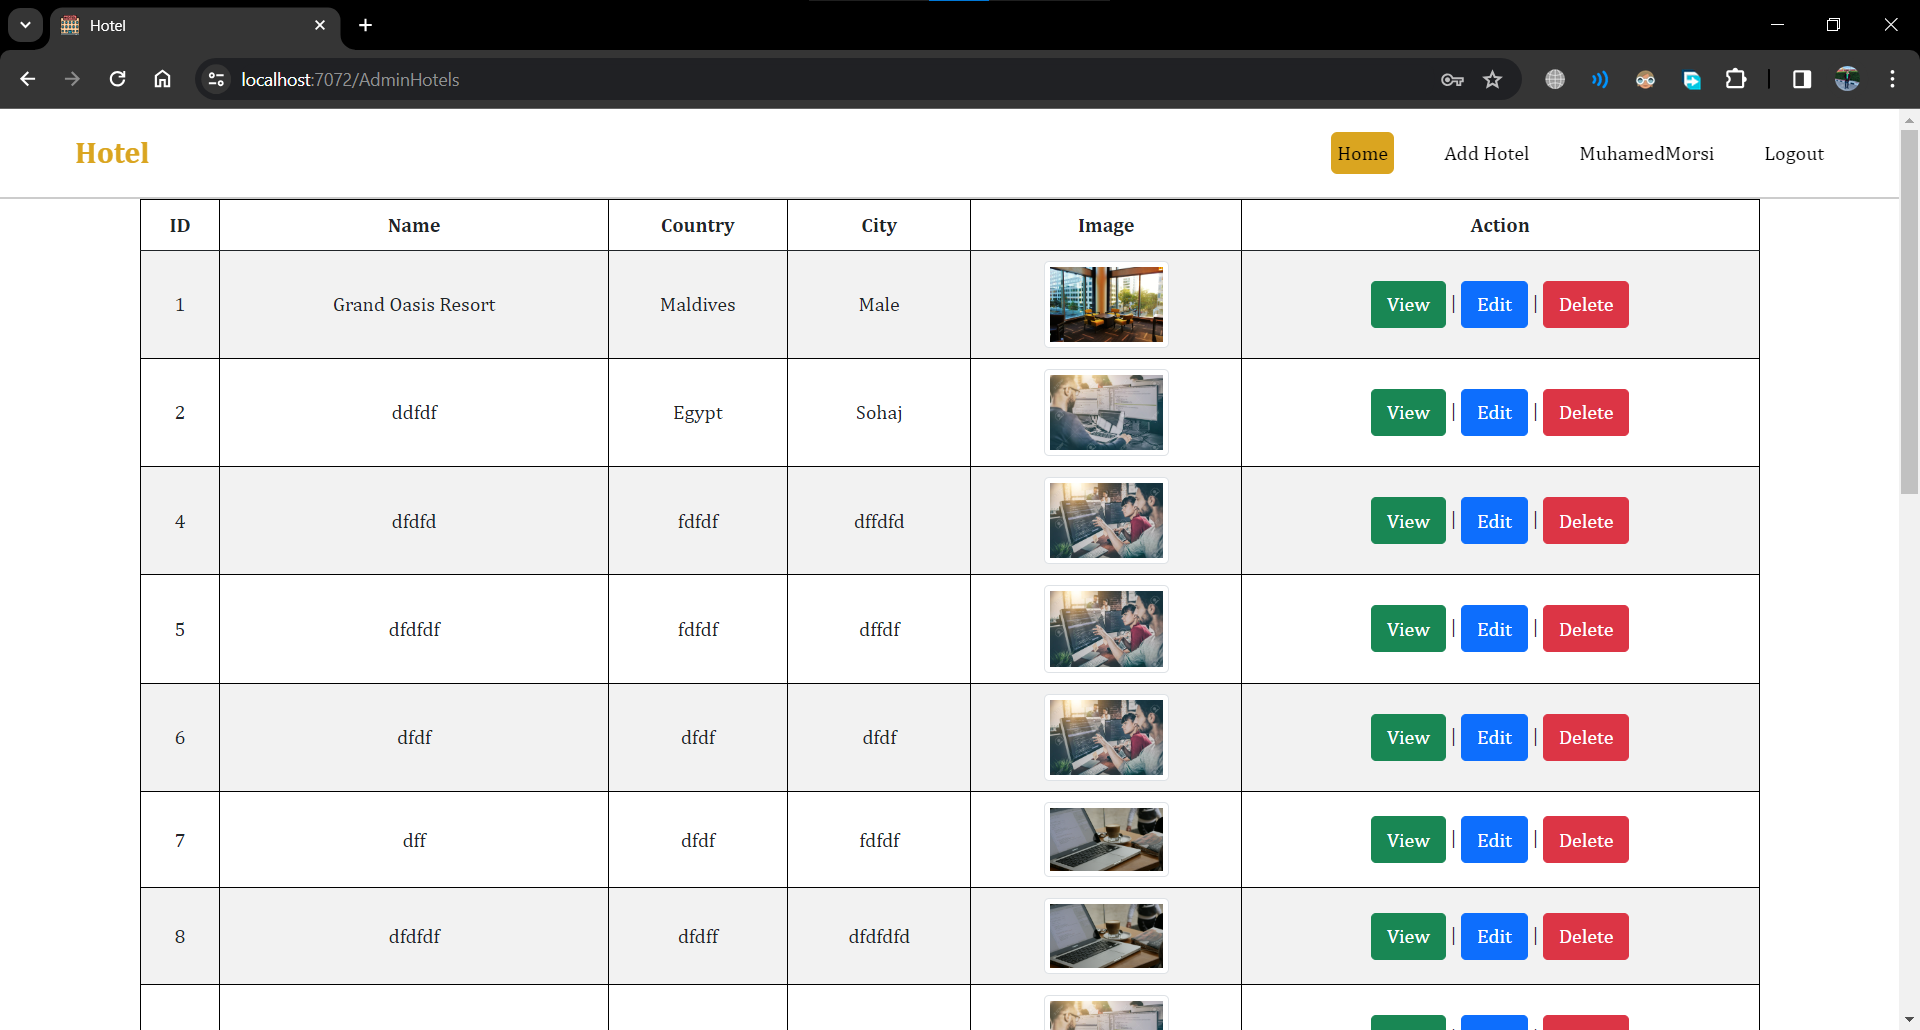 Hotel
localhost:7072/AdminHotels
Hotel Home Add Hotel MuhamedMorsi Logout
ID Name Country City Image Action
1 Grand Oasis Resort Maldives Male View | Edit | Delete
2 ddfdf Egypt Sohaj View | Edit | Delete
4 dfdfd fdfdf dffdfd View | Edit | Delete
5 dfdfdf fdfdf dffdf View | Edit | Delete
6 dfdf dfdf dfdf View | Edit | Delete
7 dff dfdf fdfdf View | Edit | Delete
8 dfdfdf dfdff dfdfdfd View | Edit | Delete